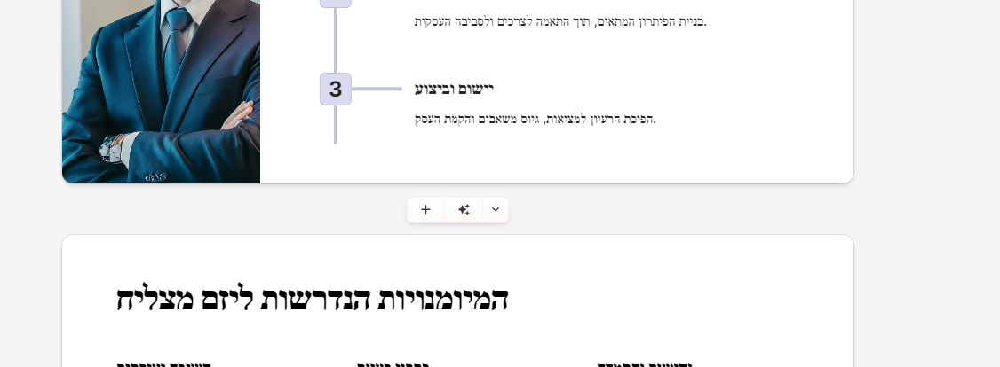 בניית הפיתרון המתאים, תוך התאמה לצרכים ולסביבה העסקית.
3
יישום וביצוע
הפיכת הרעיון למציאות, גיוס משאבים והקמת העסק.
המיומנויות הנדרשות ליזם מצליח